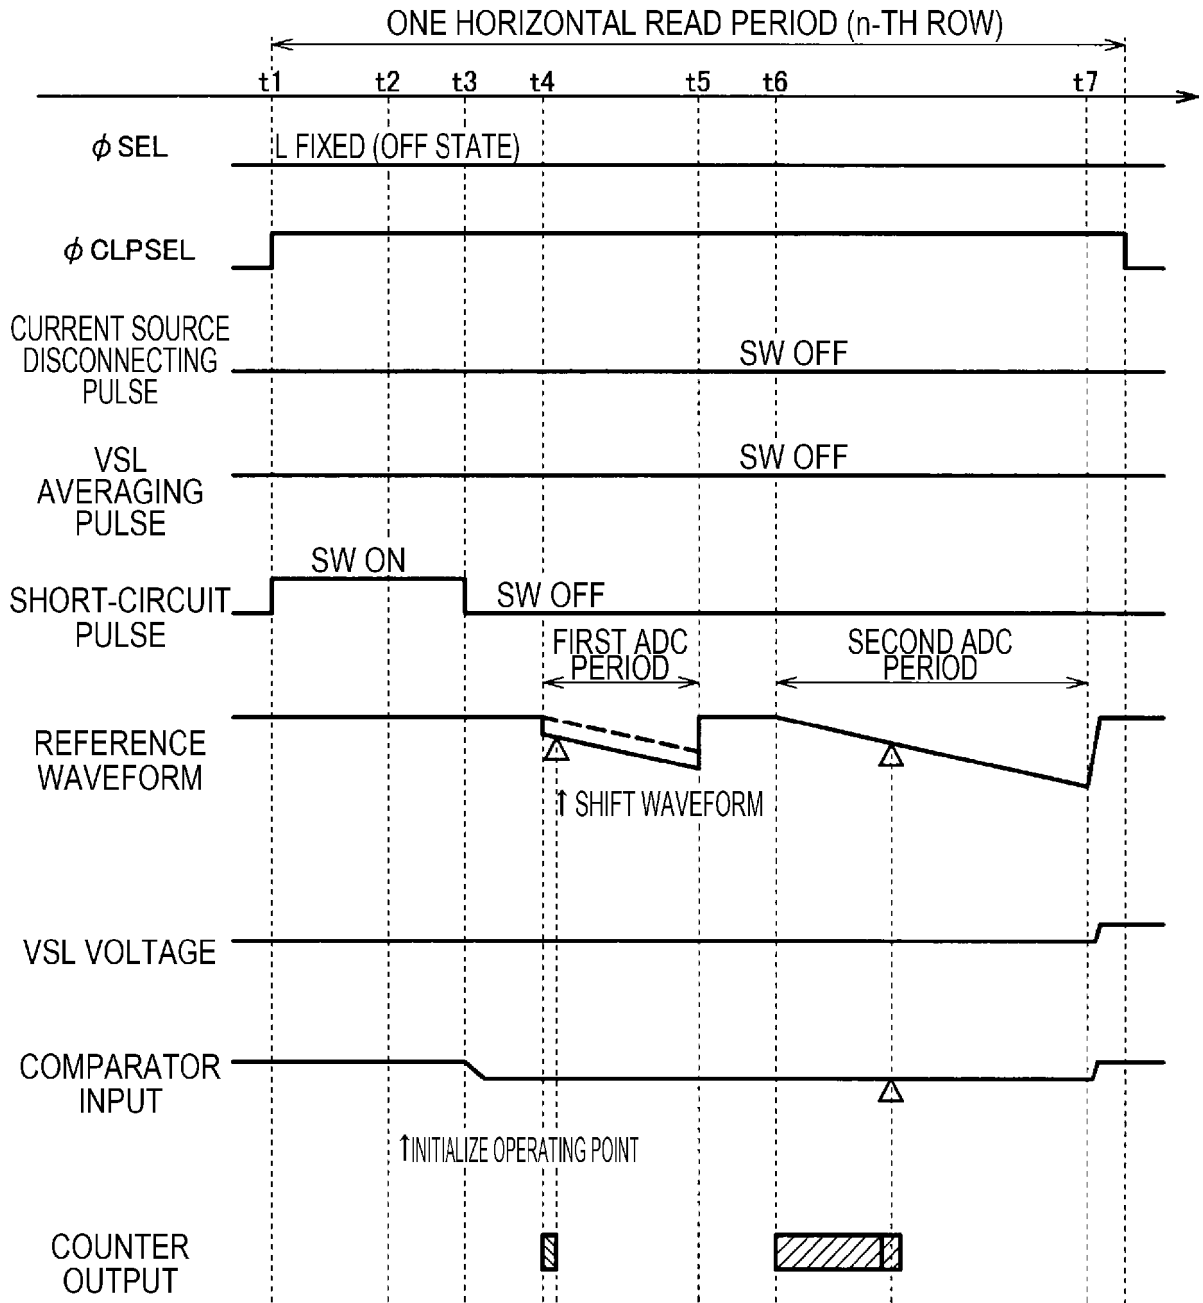 ONE HORIZONTAL READ PERIOD (n-TH ROW)
t1 t2 t3 t4 t5 t6 t7
ϕ SEL
L FIXED (OFF STATE)
ϕ CLPSEL
CURRENT SOURCE
DISCONNECTING
PULSE
SW OFF
VSL
AVERAGING
PULSE
SW OFF
SHORT-CIRCUIT
PULSE
SW ON
SW OFF
FIRST ADC
PERIOD
SECOND ADC
PERIOD
REFERENCE
WAVEFORM
↑ SHIFT WAVEFORM
VSL VOLTAGE
COMPARATOR
INPUT
↑INITIALIZE OPERATING POINT
COUNTER
OUTPUT